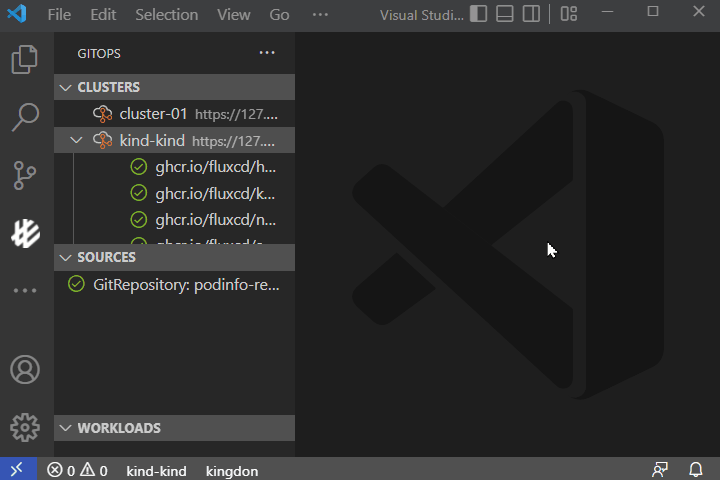 File Edit Selection View Go ··· Visual Studi...
GITOPS ···
CLUSTERS
cluster-01 https://127....
kind-kind https://127....
ghcr.io/fluxcd/h...
ghcr.io/fluxcd/k...
ghcr.io/fluxcd/n...
SOURCES
GitRepository: podinfo-re...
WORKLOADS
0 0 kind-kind kingdon